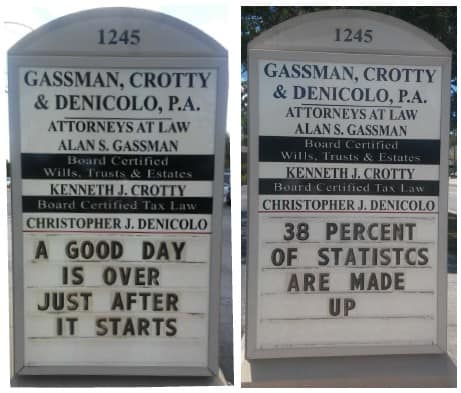 1245
GASSMAN, CROTTY
& DENICOLO, P.A.
ATTORNEYS AT LAW
ALAN S. GASSMAN
Board Certified
Wills, Trusts & Estates
KENNETH J. CROTTY
Board Certified Tax Law
CHRISTOPHER J. DENICOLO
A GOOD DAY
IS OVER
JUST AFTER
IT STARTS
1245
GASSMAN, CROTTY
& DENICOLO, P.A.
ATTORNEYS AT LAW
ALAN S. GASSMAN
Board Certified
Wills, Trusts & Estates
KENNETH J. CROTTY
Board Certified Tax Law
CHRISTOPHER J. DENICOLO
38 PERCENT
OF STATISTCS
ARE MADE
UP